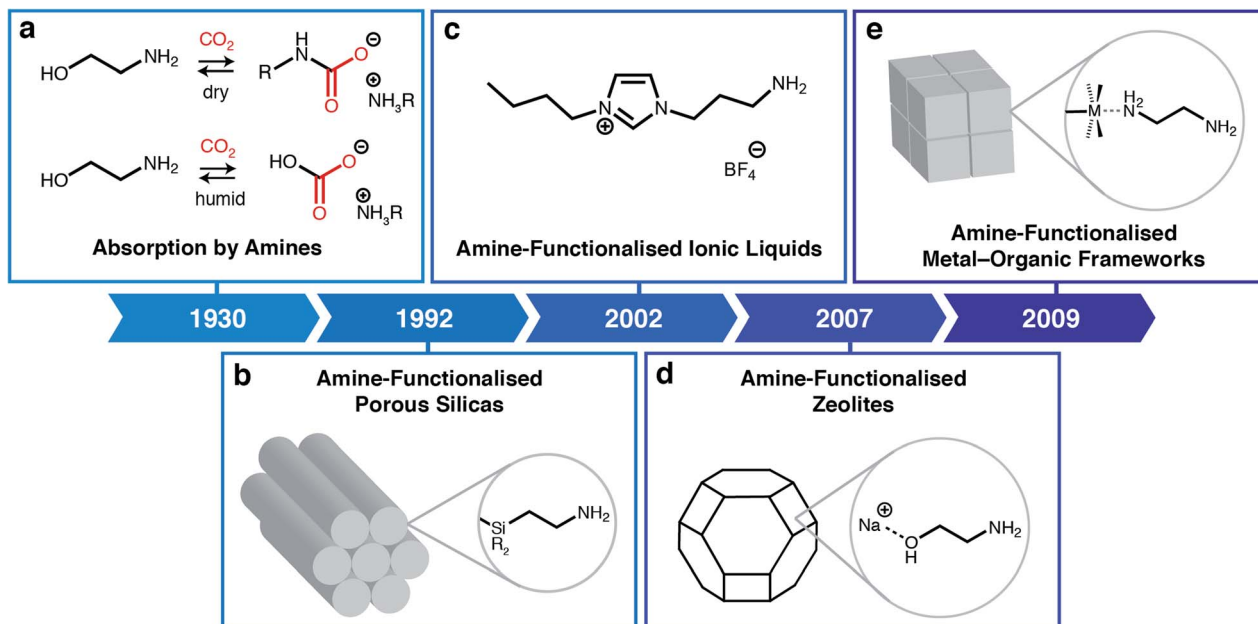 a
CO₂
HO
NH₂
dry
R
H
N
O
⊖
O
⊕
NH₃R
CO₂
HO
NH₂
humid
HO
O
⊖
O
⊕
NH₃R
Absorption by Amines
c
N
⊕
N
NH₂
⊖
BF₄
Amine-Functionalised Ionic Liquids
e
M
H₂
N
NH₂
Amine-Functionalised
Metal–Organic Frameworks
1930
1992
2002
2007
2009
b
Amine-Functionalised
Porous Silicas
Si
R₂
NH₂
d
Amine-Functionalised
Zeolites
Na
⊕
O
H
NH₂